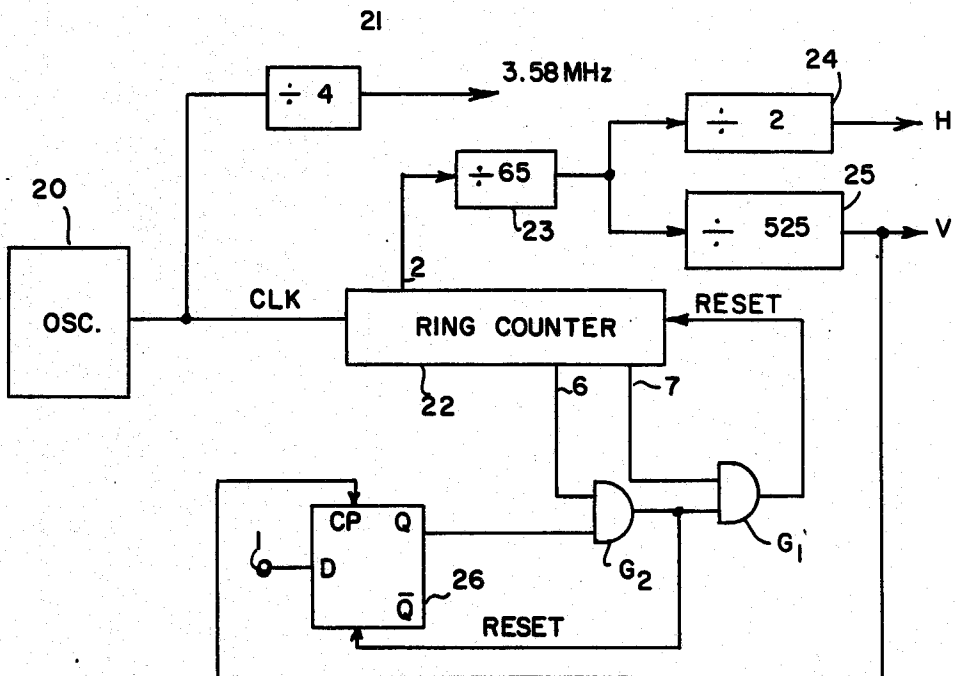 21
÷ 4
3.58 MHz
24
÷ 2
H
÷ 65
23
25
÷ 525
V
20
OSC.
CLK
2
RING COUNTER
RESET
22
6
7
G1
G2
1
CP
Q
D
Q̅
26
RESET